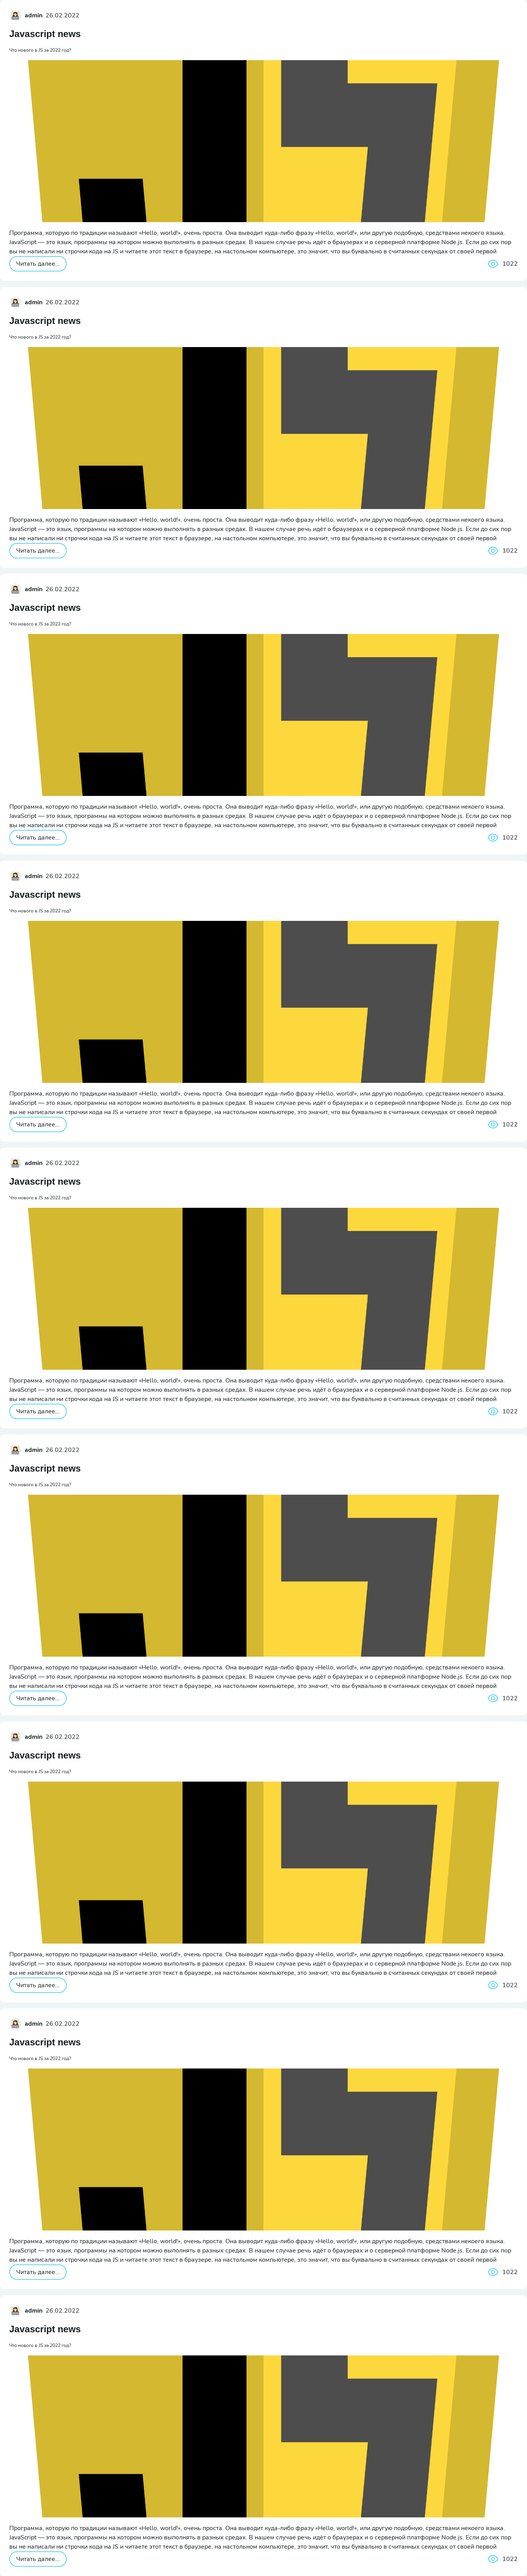 admin 26.02.2022
Javascript news
Что нового в JS за 2022 год?
Программа, которую по традиции называют «Hello, world!», очень проста. Она выводит куда-либо фразу «Hello, world!», или другую подобную, средствами некоего языка.
JavaScript — это язык, программы на котором можно выполнять в разных средах. В нашем случае речь идёт о браузерах и о серверной платформе Node.js. Если до сих пор
вы не написали ни строчки кода на JS и читаете этот текст в браузере, на настольном компьютере, это значит, что вы буквально в считанных секундах от своей первой
Читать далее... 1022
admin 26.02.2022
Javascript news
Что нового в JS за 2022 год?
Программа, которую по традиции называют «Hello, world!», очень проста. Она выводит куда-либо фразу «Hello, world!», или другую подобную, средствами некоего языка.
JavaScript — это язык, программы на котором можно выполнять в разных средах. В нашем случае речь идёт о браузерах и о серверной платформе Node.js. Если до сих пор
вы не написали ни строчки кода на JS и читаете этот текст в браузере, на настольном компьютере, это значит, что вы буквально в считанных секундах от своей первой
Читать далее... 1022
admin 26.02.2022
Javascript news
Что нового в JS за 2022 год?
Программа, которую по традиции называют «Hello, world!», очень проста. Она выводит куда-либо фразу «Hello, world!», или другую подобную, средствами некоего языка.
JavaScript — это язык, программы на котором можно выполнять в разных средах. В нашем случае речь идёт о браузерах и о серверной платформе Node.js. Если до сих пор
вы не написали ни строчки кода на JS и читаете этот текст в браузере, на настольном компьютере, это значит, что вы буквально в считанных секундах от своей первой
Читать далее... 1022
admin 26.02.2022
Javascript news
Что нового в JS за 2022 год?
Программа, которую по традиции называют «Hello, world!», очень проста. Она выводит куда-либо фразу «Hello, world!», или другую подобную, средствами некоего языка.
JavaScript — это язык, программы на котором можно выполнять в разных средах. В нашем случае речь идёт о браузерах и о серверной платформе Node.js. Если до сих пор
вы не написали ни строчки кода на JS и читаете этот текст в браузере, на настольном компьютере, это значит, что вы буквально в считанных секундах от своей первой
Читать далее... 1022
admin 26.02.2022
Javascript news
Что нового в JS за 2022 год?
Программа, которую по традиции называют «Hello, world!», очень проста. Она выводит куда-либо фразу «Hello, world!», или другую подобную, средствами некоего языка.
JavaScript — это язык, программы на котором можно выполнять в разных средах. В нашем случае речь идёт о браузерах и о серверной платформе Node.js. Если до сих пор
вы не написали ни строчки кода на JS и читаете этот текст в браузере, на настольном компьютере, это значит, что вы буквально в считанных секундах от своей первой
Читать далее... 1022
admin 26.02.2022
Javascript news
Что нового в JS за 2022 год?
Программа, которую по традиции называют «Hello, world!», очень проста. Она выводит куда-либо фразу «Hello, world!», или другую подобную, средствами некоего языка.
JavaScript — это язык, программы на котором можно выполнять в разных средах. В нашем случае речь идёт о браузерах и о серверной платформе Node.js. Если до сих пор
вы не написали ни строчки кода на JS и читаете этот текст в браузере, на настольном компьютере, это значит, что вы буквально в считанных секундах от своей первой
Читать далее... 1022
admin 26.02.2022
Javascript news
Что нового в JS за 2022 год?
Программа, которую по традиции называют «Hello, world!», очень проста. Она выводит куда-либо фразу «Hello, world!», или другую подобную, средствами некоего языка.
JavaScript — это язык, программы на котором можно выполнять в разных средах. В нашем случае речь идёт о браузерах и о серверной платформе Node.js. Если до сих пор
вы не написали ни строчки кода на JS и читаете этот текст в браузере, на настольном компьютере, это значит, что вы буквально в считанных секундах от своей первой
Читать далее... 1022
admin 26.02.2022
Javascript news
Что нового в JS за 2022 год?
Программа, которую по традиции называют «Hello, world!», очень проста. Она выводит куда-либо фразу «Hello, world!», или другую подобную, средствами некоего языка.
JavaScript — это язык, программы на котором можно выполнять в разных средах. В нашем случае речь идёт о браузерах и о серверной платформе Node.js. Если до сих пор
вы не написали ни строчки кода на JS и читаете этот текст в браузере, на настольном компьютере, это значит, что вы буквально в считанных секундах от своей первой
Читать далее... 1022
admin 26.02.2022
Javascript news
Что нового в JS за 2022 год?
Программа, которую по традиции называют «Hello, world!», очень проста. Она выводит куда-либо фразу «Hello, world!», или другую подобную, средствами некоего языка.
JavaScript — это язык, программы на котором можно выполнять в разных средах. В нашем случае речь идёт о браузерах и о серверной платформе Node.js. Если до сих пор
вы не написали ни строчки кода на JS и читаете этот текст в браузере, на настольном компьютере, это значит, что вы буквально в считанных секундах от своей первой
Читать далее... 1022